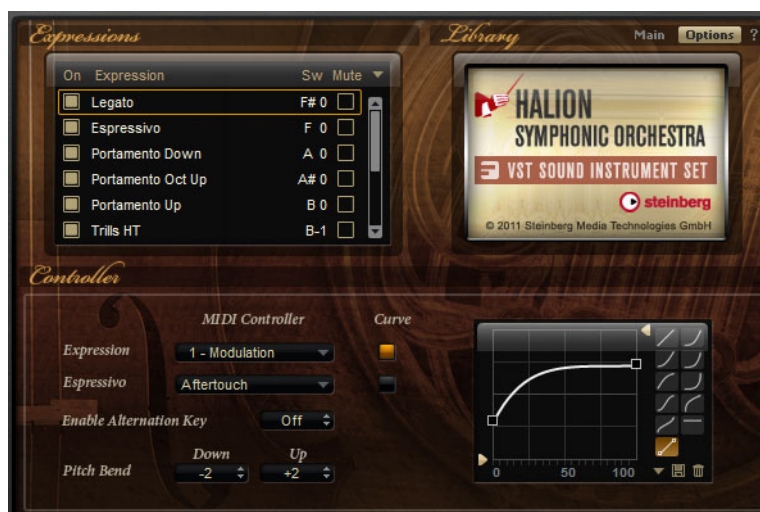 Expressions
Library
Main Options ?
On Expression Sw Mute
Legato F# 0
Espressivo F 0
Portamento Down A 0
Portamento Oct Up A# 0
Portamento Up B 0
Trills HT B-1
HALION
SYMPHONIC ORCHESTRA
VST SOUND INSTRUMENT SET
steinberg
© 2011 Steinberg Media Technologies GmbH
Controller
MIDI Controller Curve
Expression 1 - Modulation
Espressivo Aftertouch
Enable Alternation Key Off
Down Up
Pitch Bend -2 +2
0 50 100